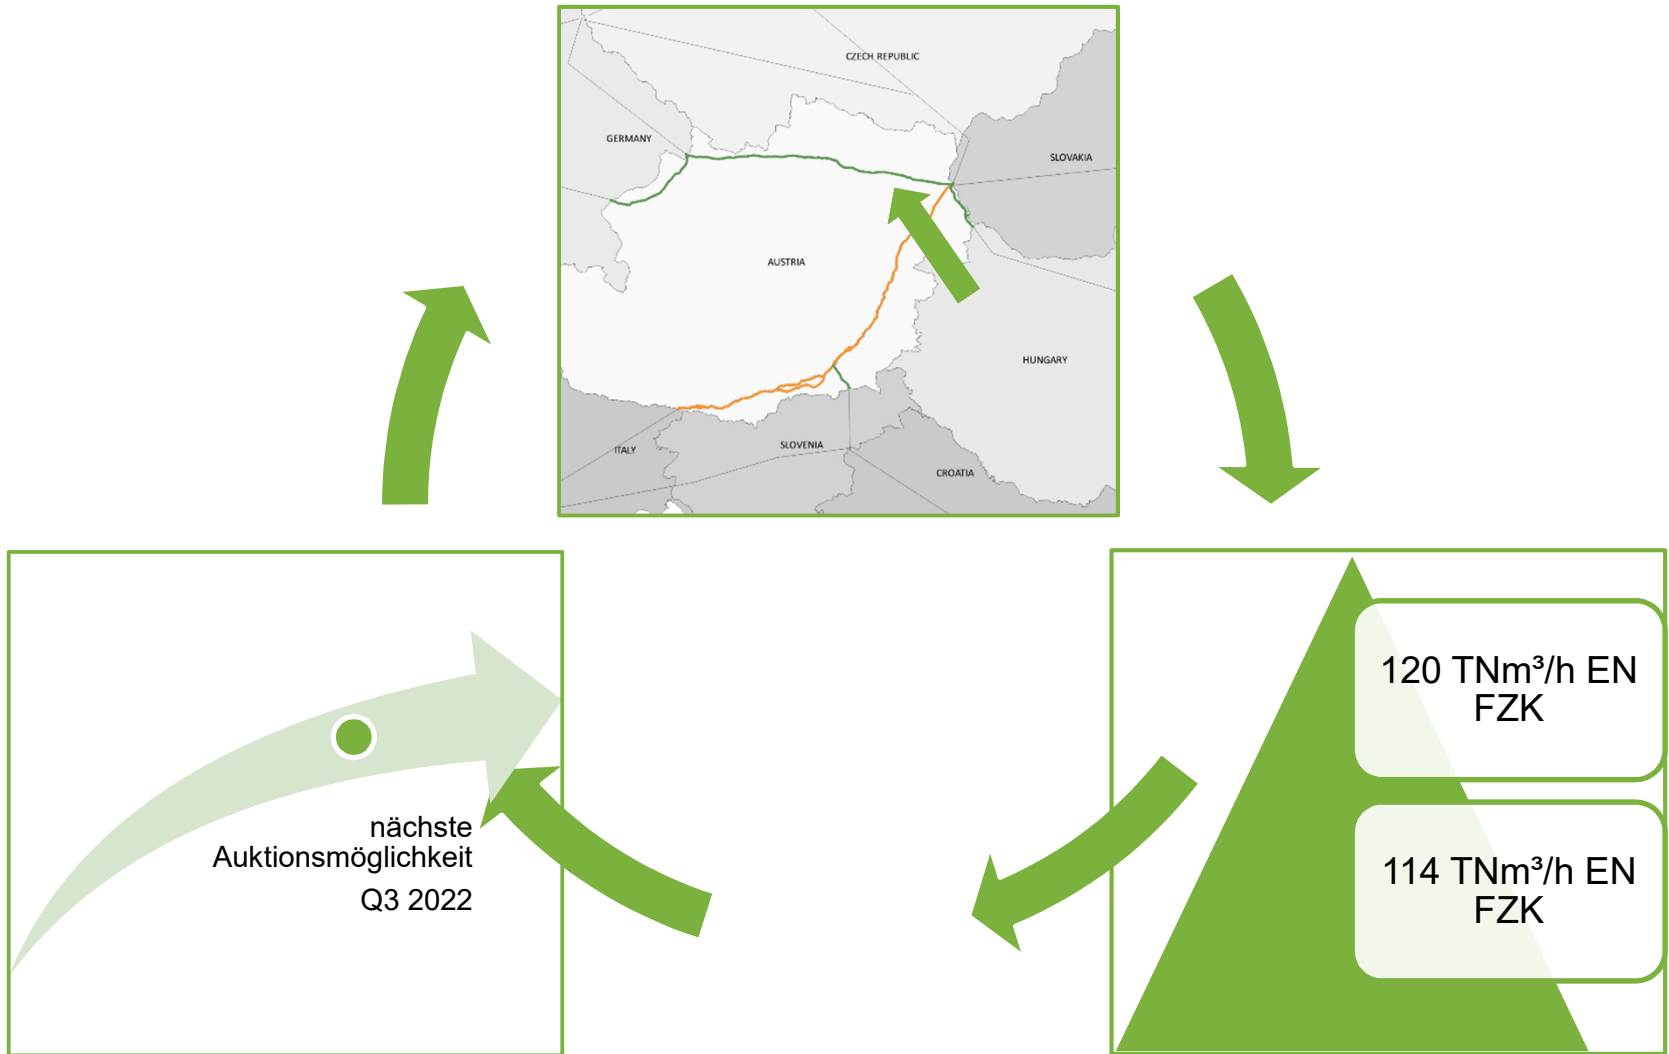 CZECH REPUBLIC
GERMANY
SLOVAKIA
AUSTRIA
HUNGARY
ITALY
SLOVENIA
CROATIA
120 TNm³/h EN
FZK
114 TNm³/h EN
FZK
nächste
Auktionsmöglichkeit
Q3 2022